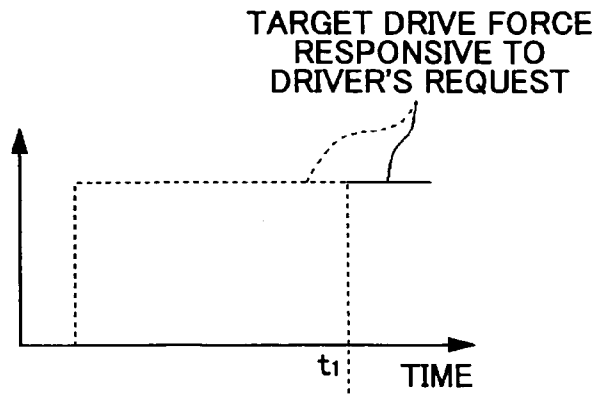 TARGET DRIVE FORCE
RESPONSIVE TO
DRIVER'S REQUEST
t1
TIME